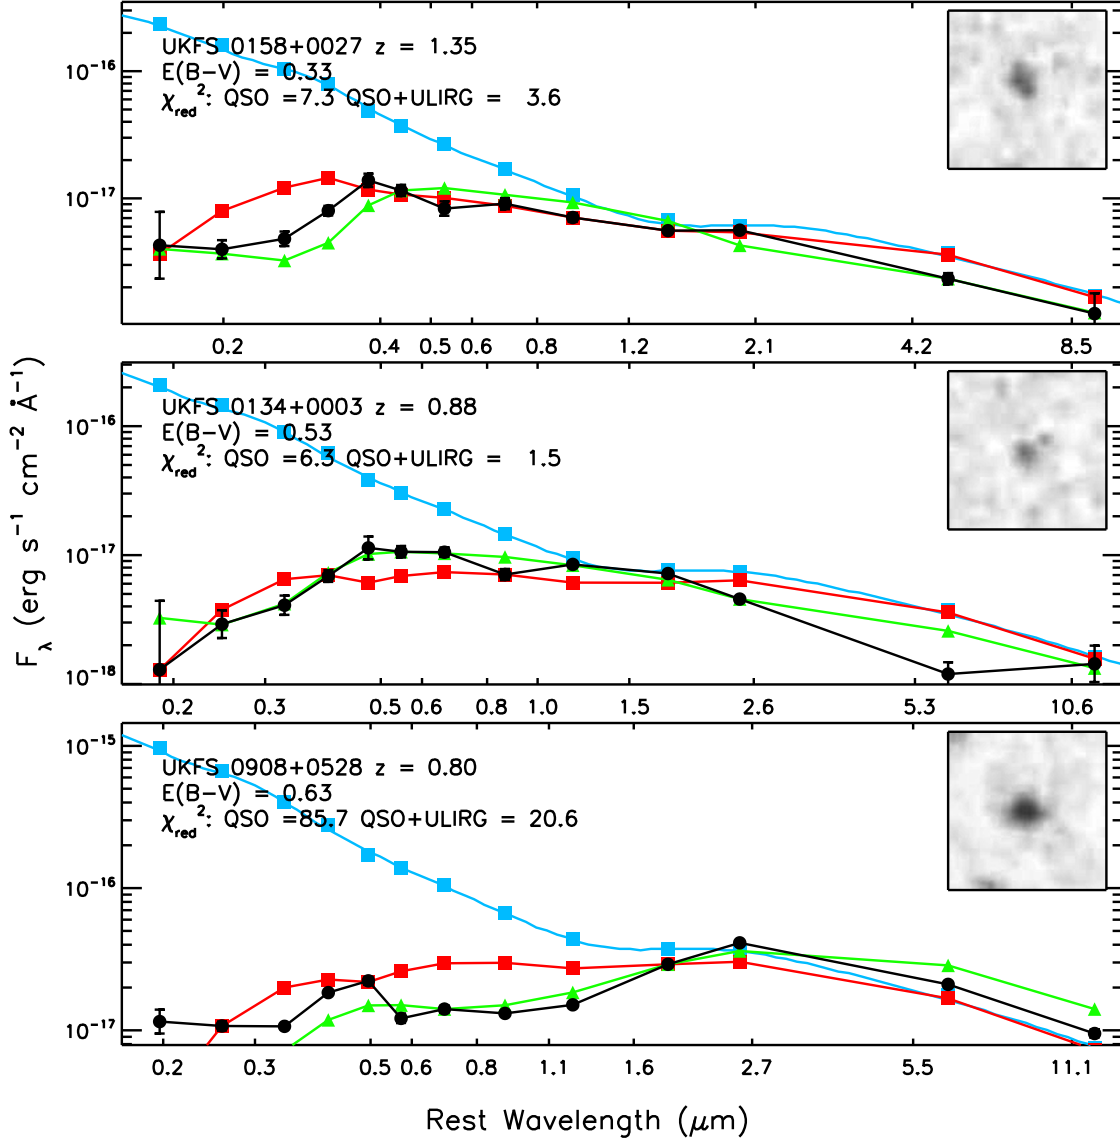 UKFS 0158+0027 z = 1.35
E(B−V) = 0.33
χred²: QSO =7.3 QSO+ULIRG = 3.6
10⁻¹⁶
10⁻¹⁷
0.2 0.4 0.5 0.6 0.8 1.2 2.1 4.2 8.5
UKFS 0134+0003 z = 0.88
E(B−V) = 0.53
χred²: QSO =6.3 QSO+ULIRG = 1.5
10⁻¹⁶
10⁻¹⁷
10⁻¹⁸
0.2 0.3 0.5 0.6 0.8 1.0 1.5 2.6 5.3 10.6
F λ (erg s⁻¹ cm⁻² Å⁻¹)
10⁻¹⁵
UKFS 0908+0528 z = 0.80
E(B−V) = 0.63
χred²: QSO =85.7 QSO+ULIRG = 20.6
10⁻¹⁶
10⁻¹⁷
0.2 0.3 0.5 0.6 0.8 1.1 1.6 2.7 5.5 11.1
Rest Wavelength (μm)